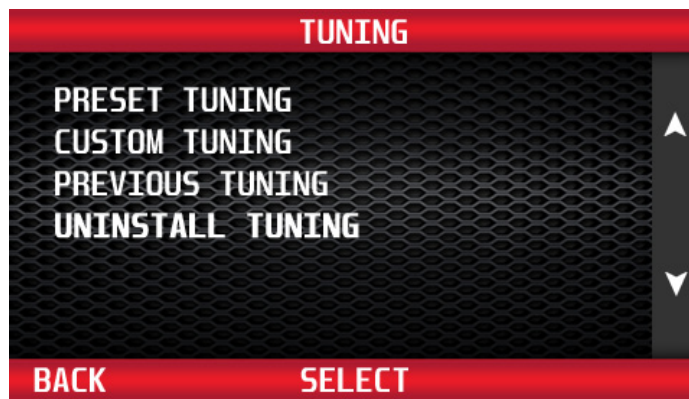 TUNING
PRESET TUNING
CUSTOM TUNING
PREVIOUS TUNING
UNINSTALL TUNING
BACK SELECT